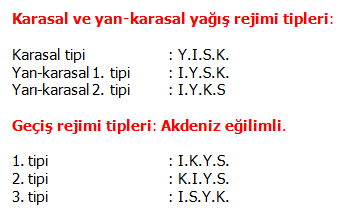 Karasal ve yan-karasal yağış rejimi tipleri:
Karasal tipi : Y.I.S.K.
Yan-karasal 1. tipi : I.Y.S.K.
Yarı-karasal 2. tipi : I.Y.K.S
Geçiş rejimi tipleri: Akdeniz eğilimli.
1. tipi : I.K.Y.S.
2. tipi : K.I.Y.S.
3. tipi : I.S.Y.K.